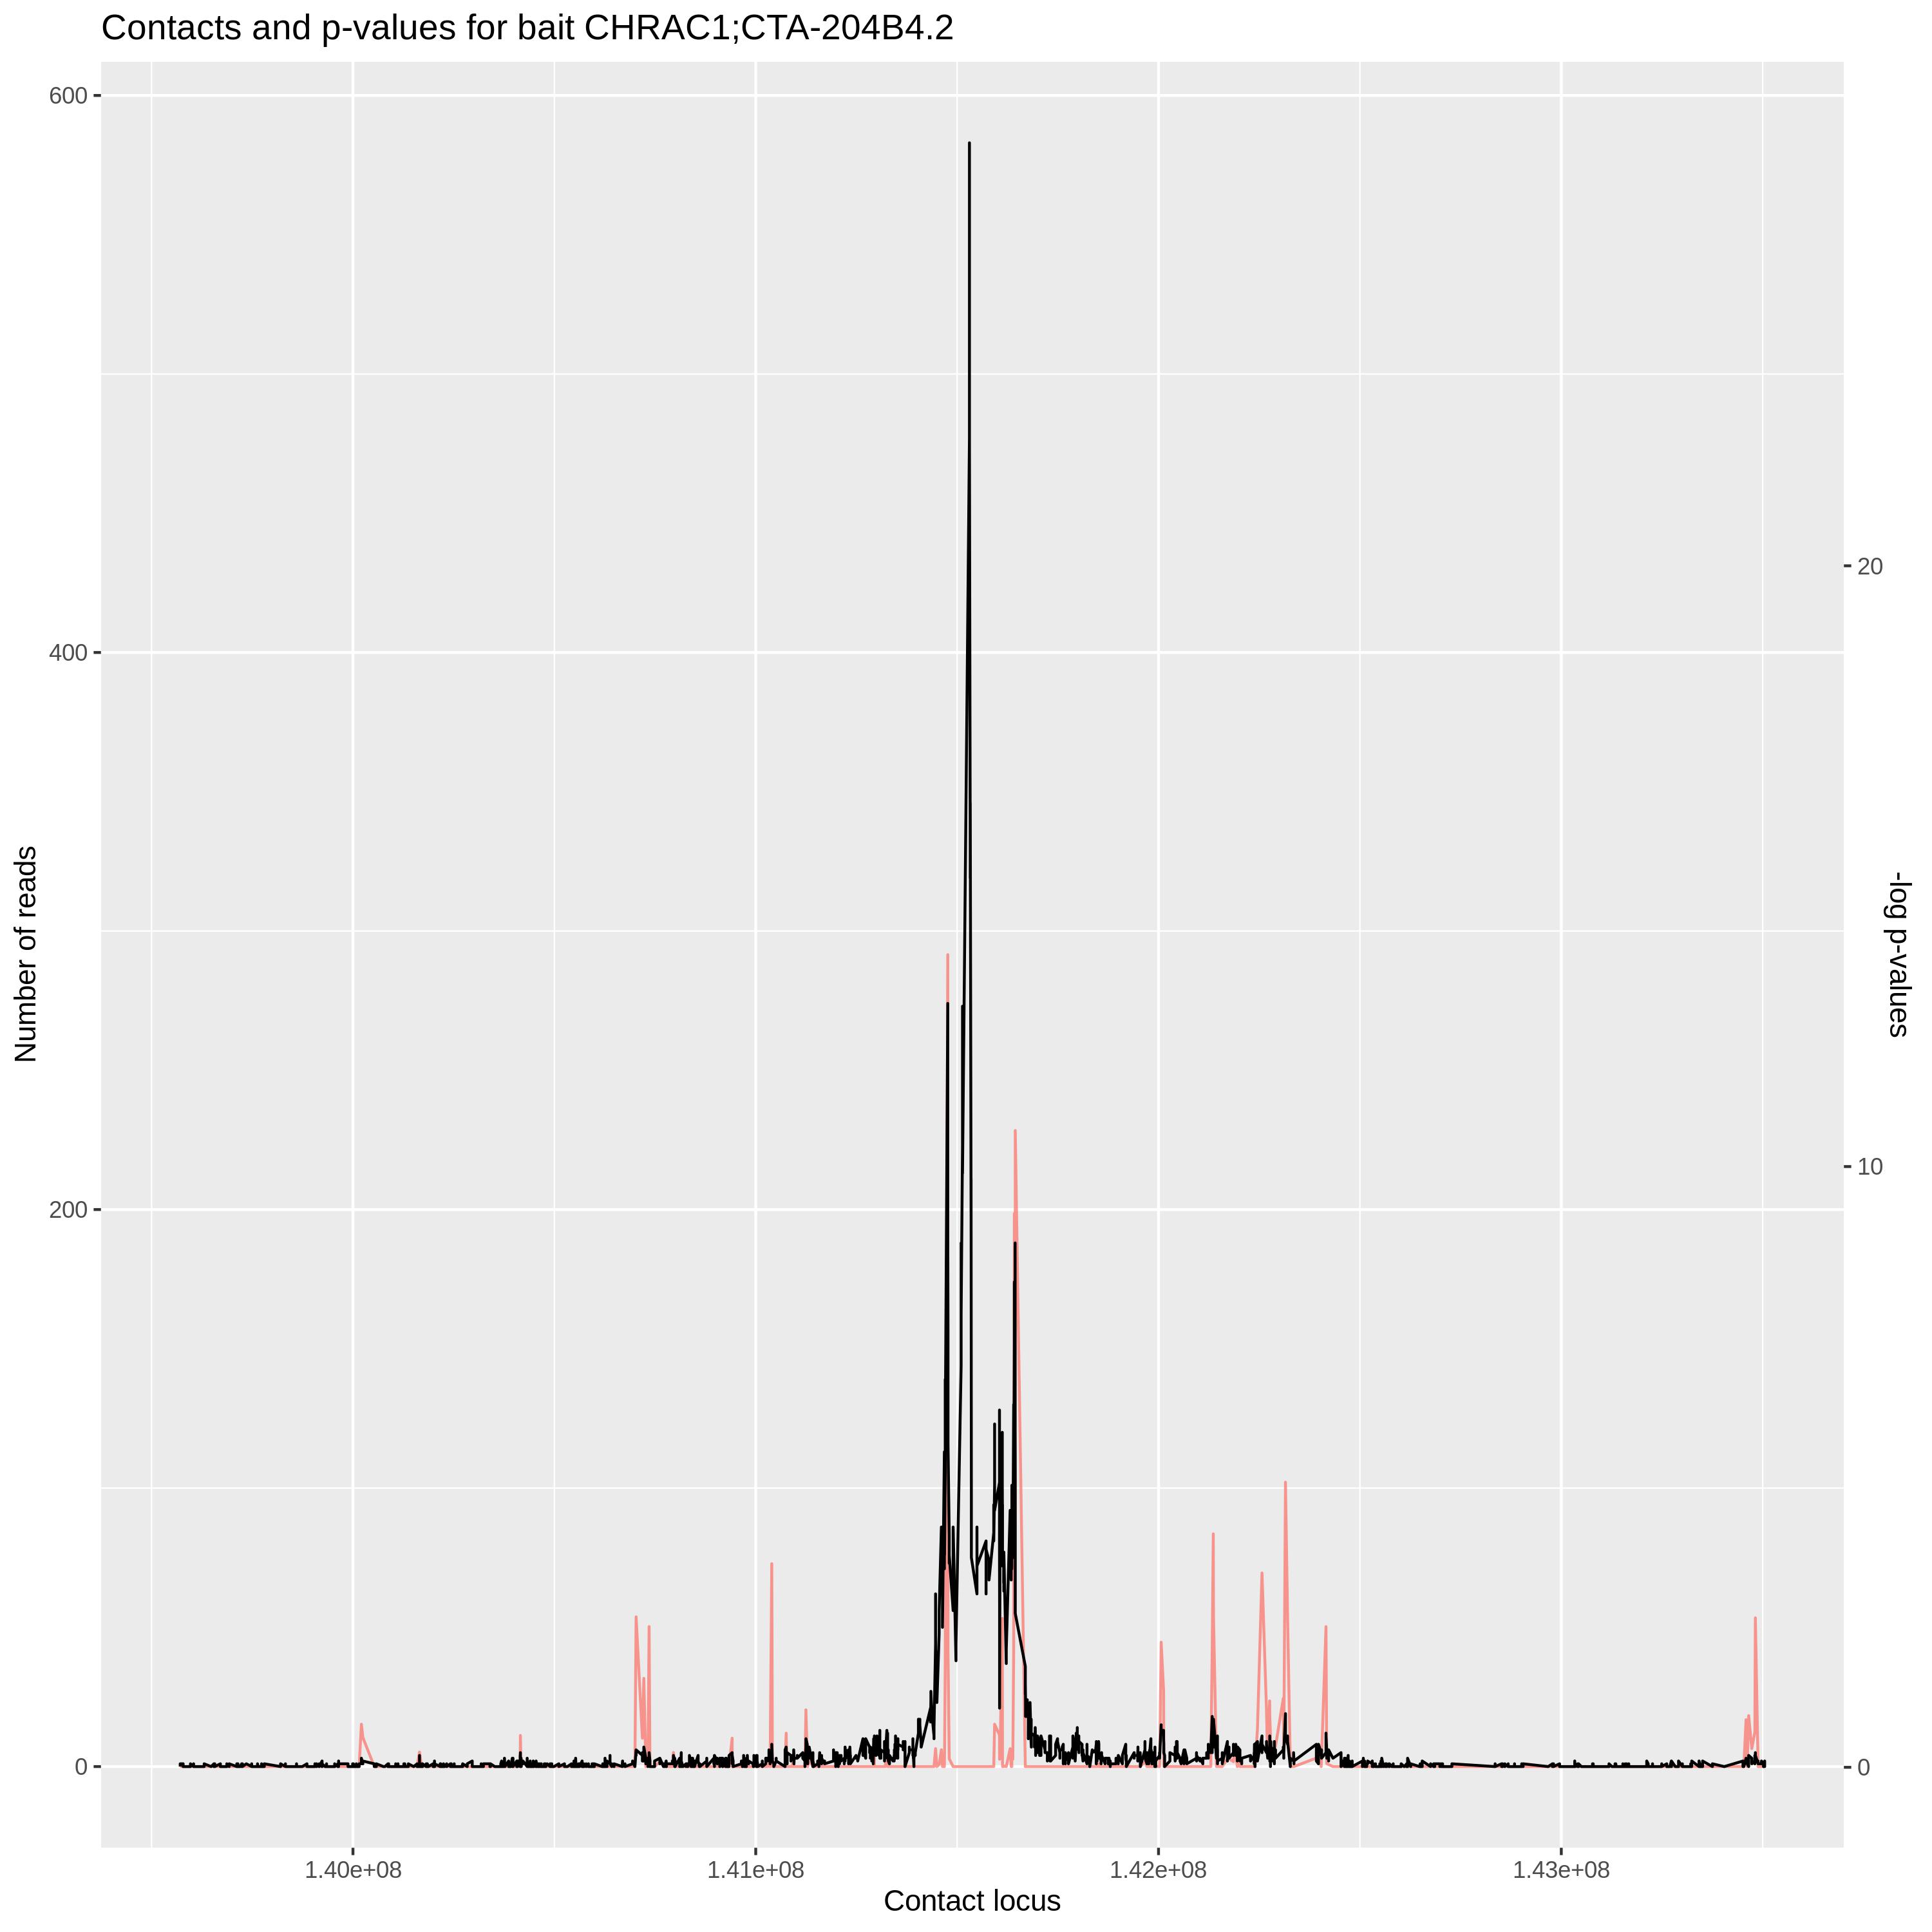 Contacts and p-values for bait CHRAC1;CTA-204B4.2
600
400
200
0
Number of reads
20
10
0
-log p-values
1.40e+08
1.41e+08
1.42e+08
1.43e+08
Contact locus